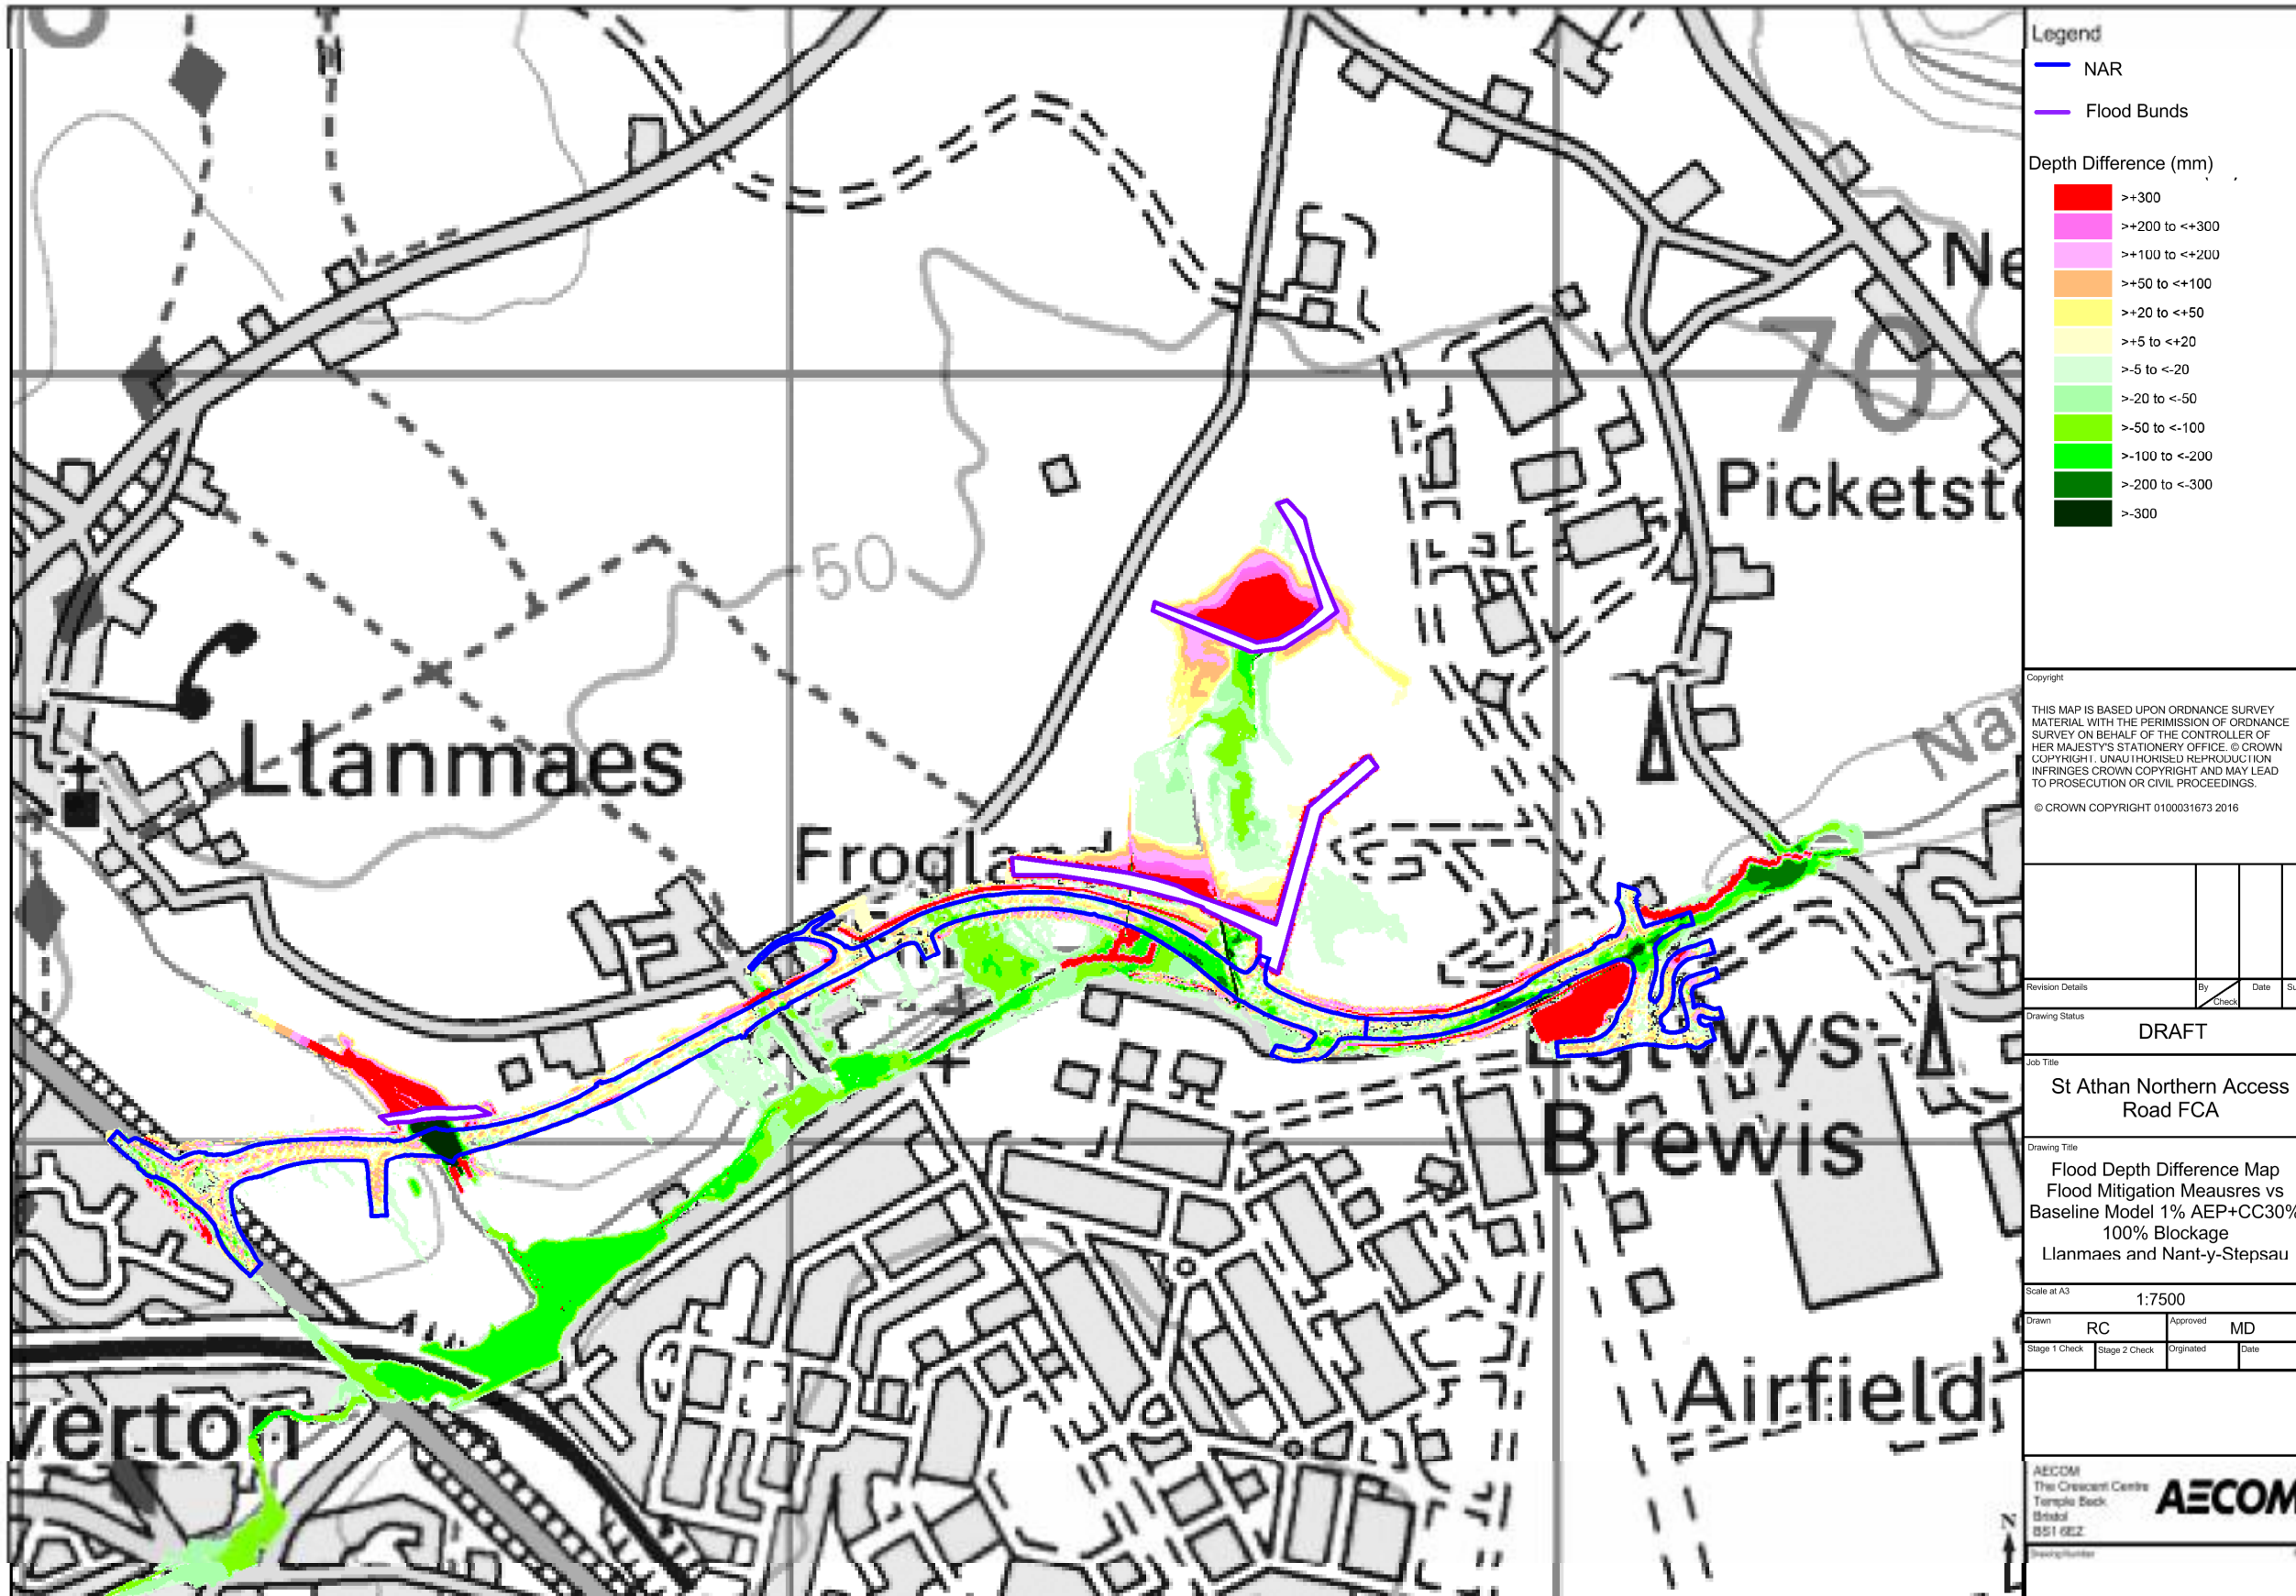 Llanmaes
50
70
Legend
NAR
Flood Bunds
Depth Difference (mm)
>+300
>+200 to <+300
>+100 to <+200
>+50 to <+100
>+20 to <+50
>+5 to <+20
>-5 to <-20
>-20 to <-50
>-50 to <-100
>-100 to <-200
>-200 to <-300
>-300
Copyright
THIS MAP IS BASED UPON ORDNANCE SURVEY
MATERIAL WITH THE PERIMISSION OF ORDNANCE
SURVEY ON BEHALF OF THE CONTROLLER OF
HER MAJESTY'S STATIONERY OFFICE. © CROWN
COPYRIGHT. UNAUTHORISED REPRODUCTION
INFRINGES CROWN COPYRIGHT AND MAY LEAD
TO PROSECUTION OR CIVIL PROCEEDINGS.
© CROWN COPYRIGHT 0100031673 2016
Revision Details
By
Check
Date
Su
Drawing Status
DRAFT
Job Title
St Athan Northern Access
Road FCA
Drawing Title
Flood Depth Difference Map
Flood Mitigation Meausres vs
Baseline Model 1% AEP+CC30%
100% Blockage
Llanmaes and Nant-y-Stepsau
Scale at A3
1:7500
Drawn
RC
Approved
MD
Stage 1 Check
Stage 2 Check
Orginated
Date
AECOM
The Crescent Centre
Temple Back
Bristol
BS1 6EZ
AECOM
Drawing Number
N
Ne
Picketsto
Na
Frogland
Brewis
Airfield
verton